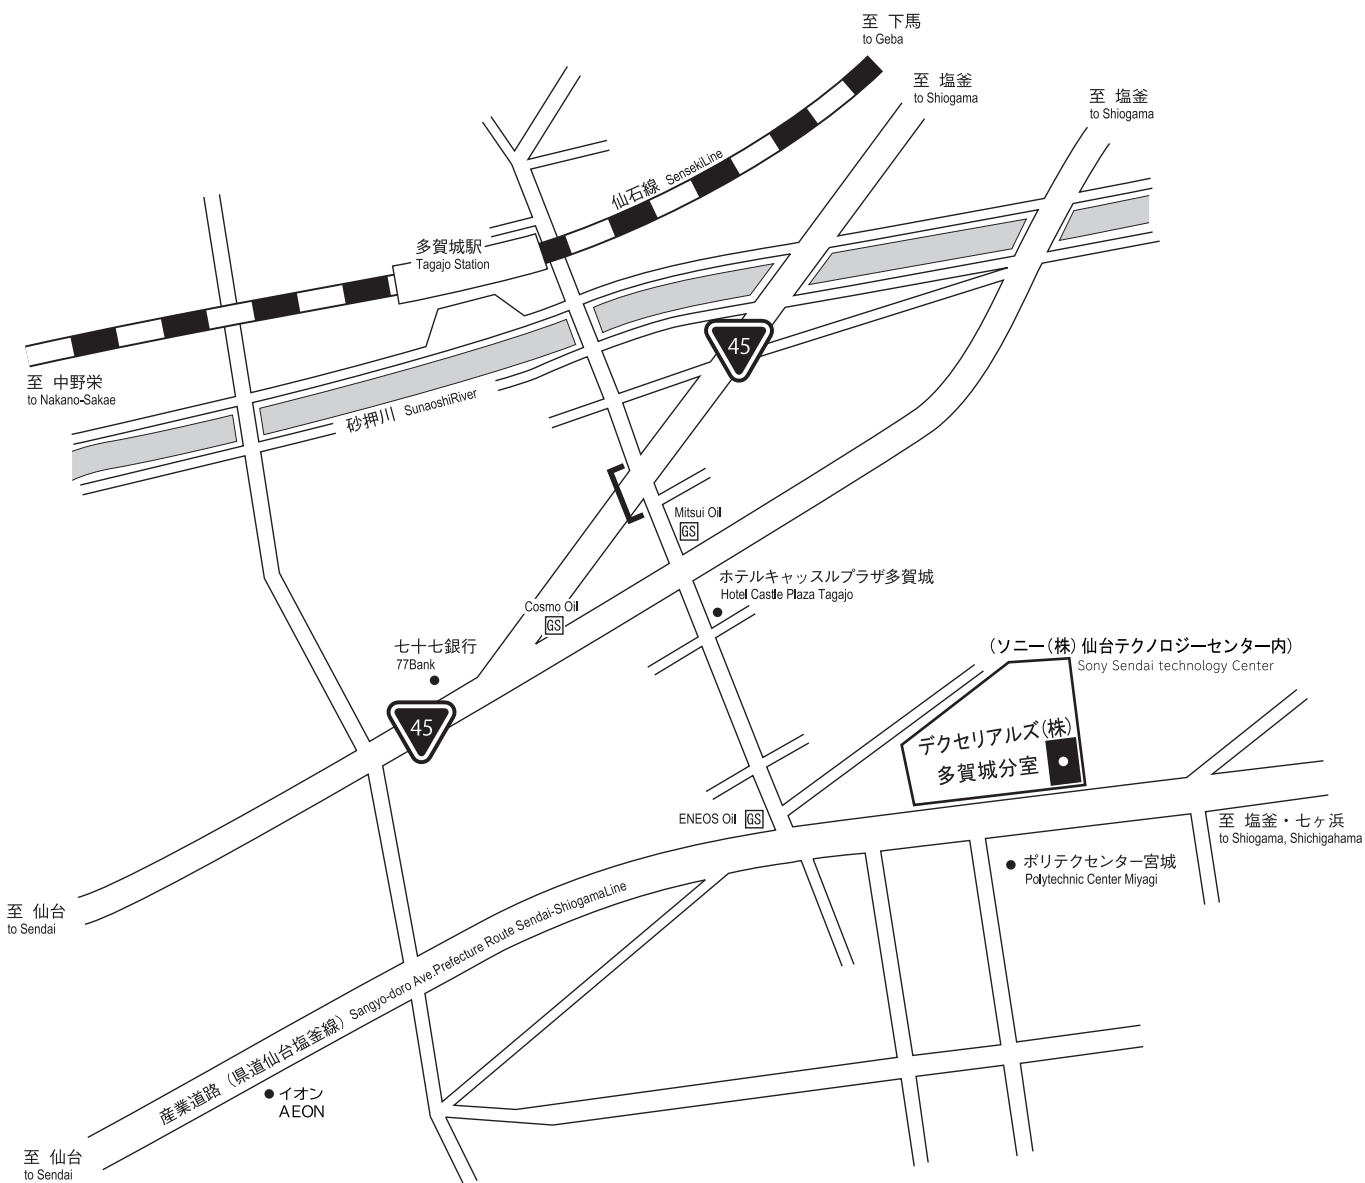 至 下馬
to Geba
至 塩釜
to Shiogama
至 塩釜
to Shiogama
仙石線 SensekiLine
多賀城駅
Tagajo Station
45
至 中野栄
to Nakano-Sakae
砂押川 SunaoshiRiver
Mitsui Oil
GS
ホテルキャッスルプラザ多賀城
Hotel Castle Plaza Tagajo
Cosmo Oil
GS
七十七銀行
77Bank
(ソニー(株) 仙台テクノロジーセンター内)
Sony Sendai technology Center
45
デクセリアルズ(株)
多賀城分室
ENEOS Oil GS
至 塩釜・七ヶ浜
to Shiogama, Shichigahama
ポリテクセンター宮城
Polytechnic Center Miyagi
至 仙台
to Sendai
産業道路(県道仙台塩釜線)Sangyo-doro Ave.Prefecture Route Sendai-ShiogamaLine
イオン
AEON
至 仙台
to Sendai